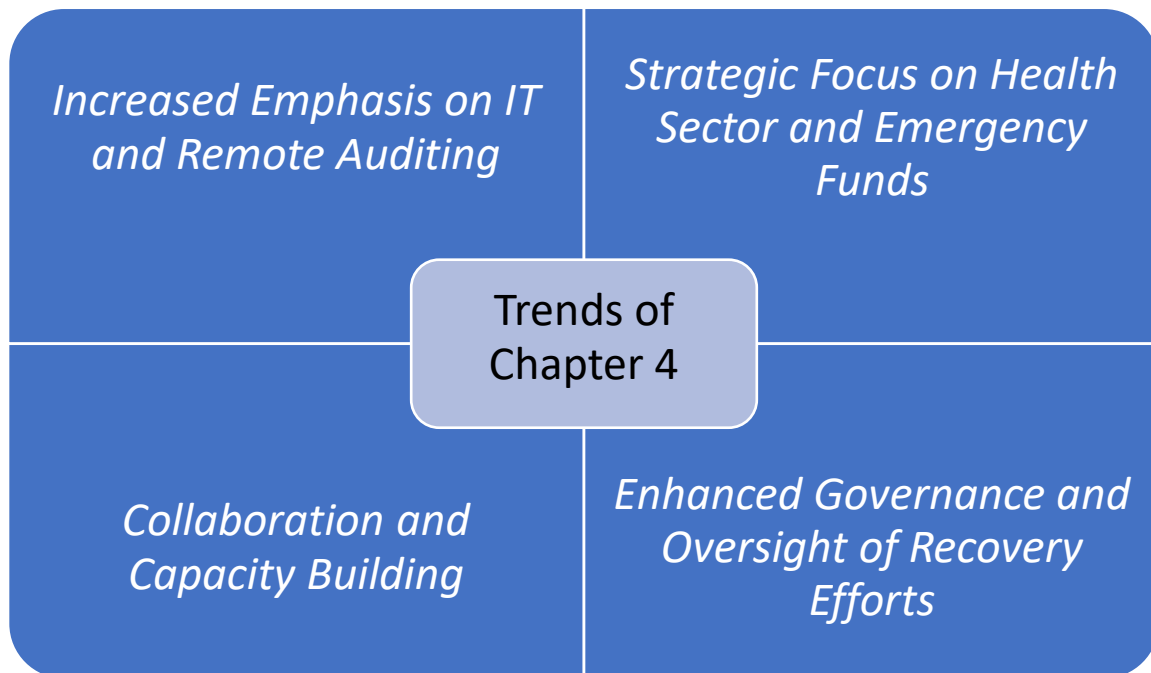 Increased Emphasis on IT
and Remote Auditing
Strategic Focus on Health
Sector and Emergency
Funds
Trends of
Chapter 4
Collaboration and
Capacity Building
Enhanced Governance and
Oversight of Recovery
Efforts